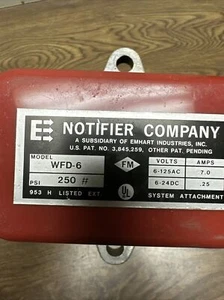 NOTIFIER COMPANY
A SUBSIDIARY OF EMHART INDUSTRIES, INC.
U.S. PAT. NO. 3,845,259, OTHER PAT. PENDING.
MODEL
WFD-6
PSI 250 #
953 H LISTED EXT.
FM
UL
VOLTS AMPS
6-125AC 7.0
6-24DC .25
SYSTEM ATTACHMENT